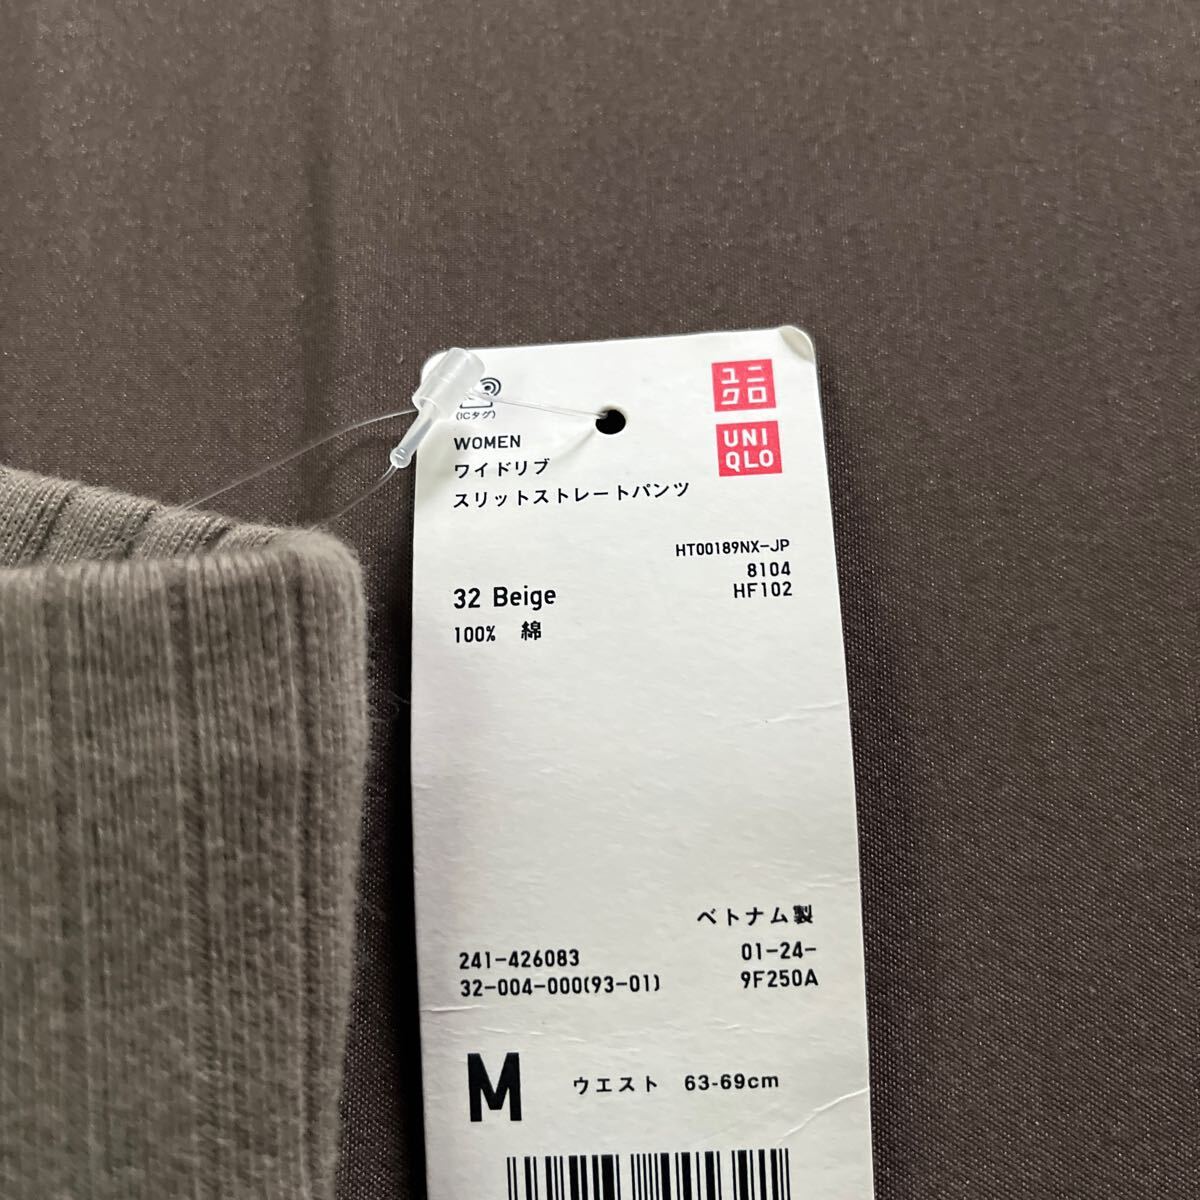 ユニ
クロ
UNI
QLO
(ICタグ)
WOMEN
ワイドリブ
スリットストレートパンツ
HT00189NX-JP
8104
HF102
32 Beige
100% 綿
ベトナム製
241-426083
01-24-
32-004-000(93-01)
9F250A
M ウエスト 63-69cm